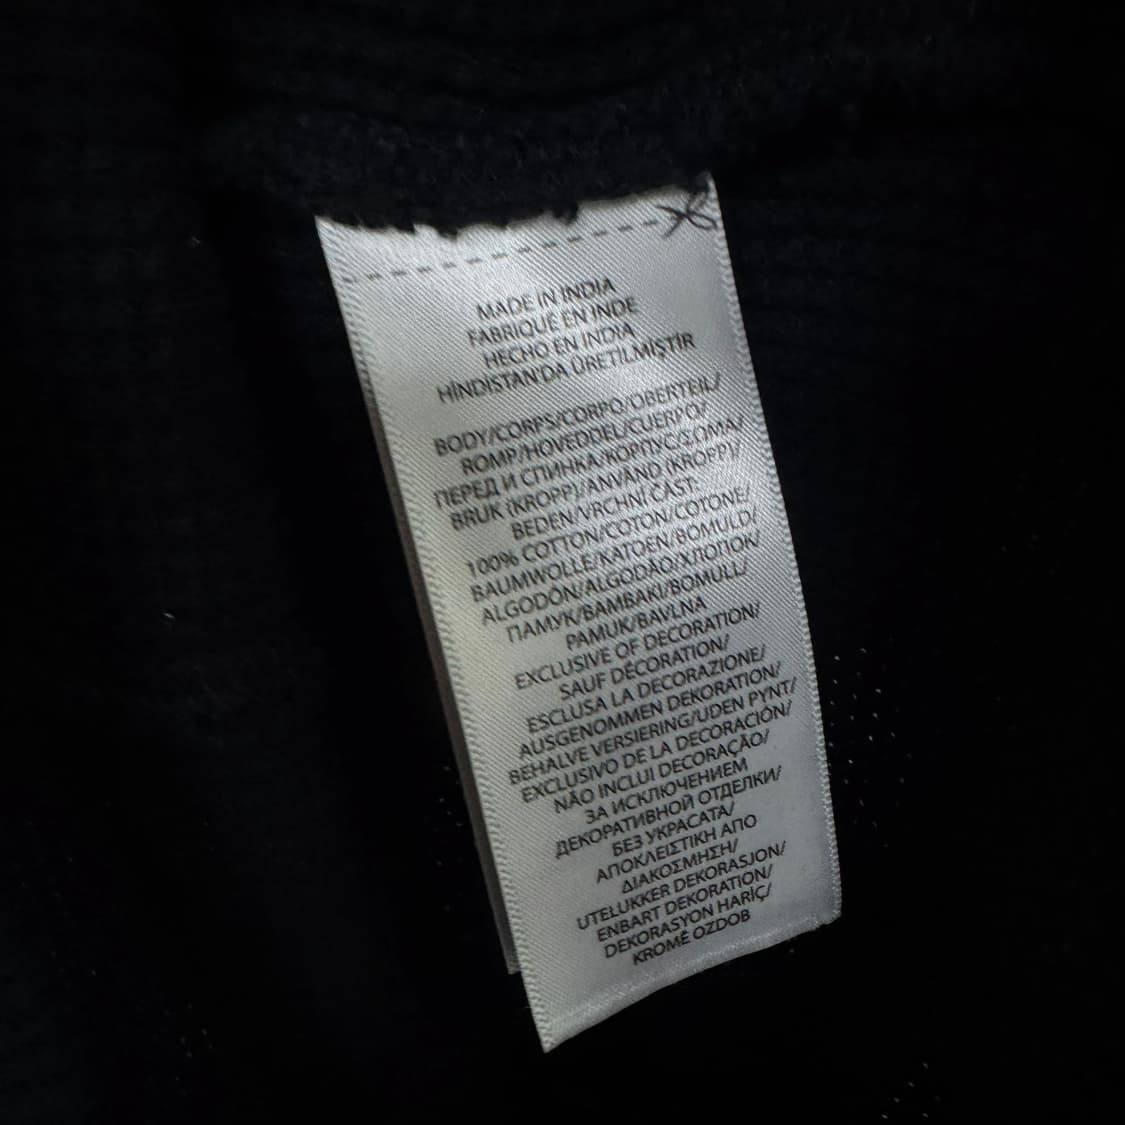 MADE IN INDIA
FABRIQUÉ EN INDE
HECHO EN INDIA
HİNDİSTAN'DA ÜRETİLMİŞTİR
BODY/CORPS/CORPO/OBERTEIL/
ROMP/HOVEDDEL/CUERPO/
ПЕРЕД И СПИНКА/КОРПУС/ΣΩΜΑ/
BRUK (KROPP)/ANVÄND (KROPP)/
BEDEN/VRCHNÍ ČÁST:
100% COTTON/COTON/COTONE/
BAUMWOLLE/KATOEN/BOMULD/
ALGODÓN/ALGODÃO/ХЛОПОК/
ПАМУК/BAMBAKI/BOMULL/
PAMUK/BAVLNA
EXCLUSIVE OF DECORATION/
SAUF DÉCORATION/
ESCLUSA LA DECORAZIONE/
AUSGENOMMEN DEKORATION/
BEHALVE VERSIERING/UDEN PYNT/
EXCLUSIVO DE LA DECORACIÓN/
NÃO INCLUI DECORAÇÃO/
ЗА ИСКЛЮЧЕНИЕМ
ДЕКОРАТИВНОЙ ОТДЕЛКИ/
БЕЗ УКРАСАТА/
ΑΠΟΚΛΕΙΣΤΙΚΗ ΑΠΟ
ΔΙΑΚΟΣΜΗΣΗ/
UTELUKKER DEKORASJON/
ENBART DEKORATION/
DEKORASYON HARİÇ/
KROMĚ OZDOB